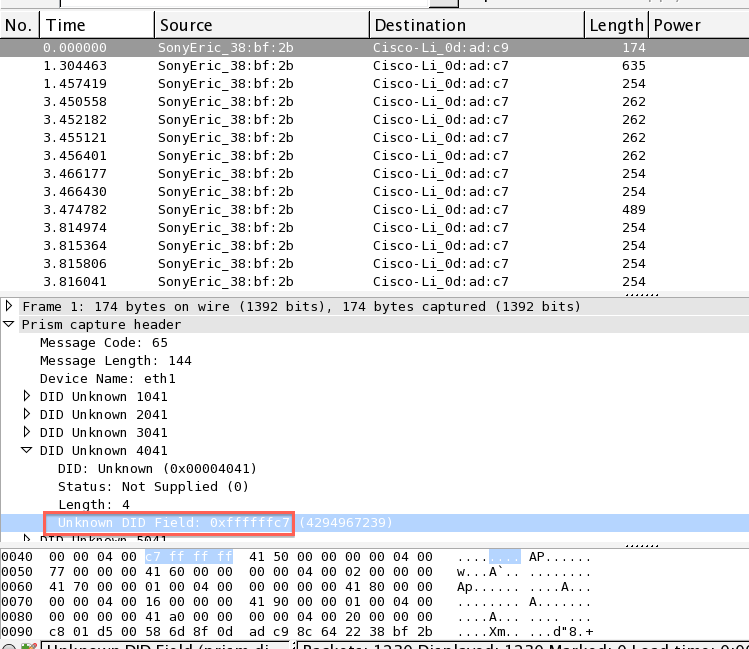 No. Time Source Destination Length Power
0.000000 SonyEric_38:bf:2b Cisco-Li_0d:ad:c9 174
1.304463 SonyEric_38:bf:2b Cisco-Li_0d:ad:c7 635
1.457419 SonyEric_38:bf:2b Cisco-Li_0d:ad:c7 254
3.450558 SonyEric_38:bf:2b Cisco-Li_0d:ad:c7 262
3.452182 SonyEric_38:bf:2b Cisco-Li_0d:ad:c7 262
3.455121 SonyEric_38:bf:2b Cisco-Li_0d:ad:c7 262
3.456401 SonyEric_38:bf:2b Cisco-Li_0d:ad:c7 262
3.466177 SonyEric_38:bf:2b Cisco-Li_0d:ad:c7 254
3.466430 SonyEric_38:bf:2b Cisco-Li_0d:ad:c7 254
3.474782 SonyEric_38:bf:2b Cisco-Li_0d:ad:c7 489
3.814974 SonyEric_38:bf:2b Cisco-Li_0d:ad:c7 254
3.815364 SonyEric_38:bf:2b Cisco-Li_0d:ad:c7 254
3.815806 SonyEric_38:bf:2b Cisco-Li_0d:ad:c7 254
3.816041 SonyEric_38:bf:2b Cisco-Li_0d:ad:c7 254
Frame 1: 174 bytes on wire (1392 bits), 174 bytes captured (1392 bits)
Prism capture header
Message Code: 65
Message Length: 144
Device Name: eth1
DID Unknown 1041
DID Unknown 2041
DID Unknown 3041
DID Unknown 4041
DID: Unknown (0x00004041)
Status: Not Supplied (0)
Length: 4
Unknown DID Field: 0xffffffc7 (4294967239)
DID Unknown 5041
0040 00 00 04 00 c7 ff ff ff 41 50 00 00 00 00 04 00 ........ AP......
0050 77 00 00 00 41 60 00 00 00 00 04 00 02 00 00 00 w...A`.. ........
0060 41 70 00 00 01 00 04 00 00 00 00 00 41 80 00 00 Ap...... ....A...
0070 00 00 04 00 16 00 00 00 41 90 00 00 01 00 04 00 ........ A.......
0080 00 00 00 00 41 a0 00 00 00 00 04 00 20 00 00 00 ....A... .... ...
0090 c8 01 d5 00 58 6d 8f 0d ad c9 8c 64 22 38 bf 2b ....Xm.. ...d"8.+
Unknown DID Field (prism.di Packets: 1230 Displayed: 1230 Marked: 0 Load time: 0:0